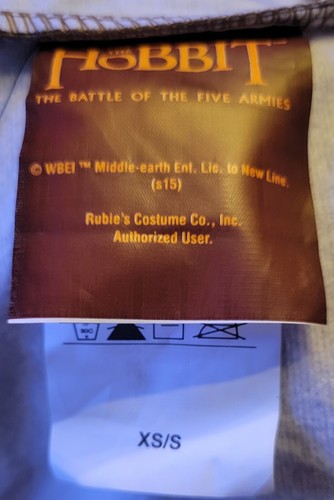 THE
HOBBIT
THE BATTLE OF THE FIVE ARMIES
© WBEI ™ Middle-earth Ent. Lic. to New Line.
(s15)
Rubie's Costume Co., Inc.
Authorized User.
30C
XS/S